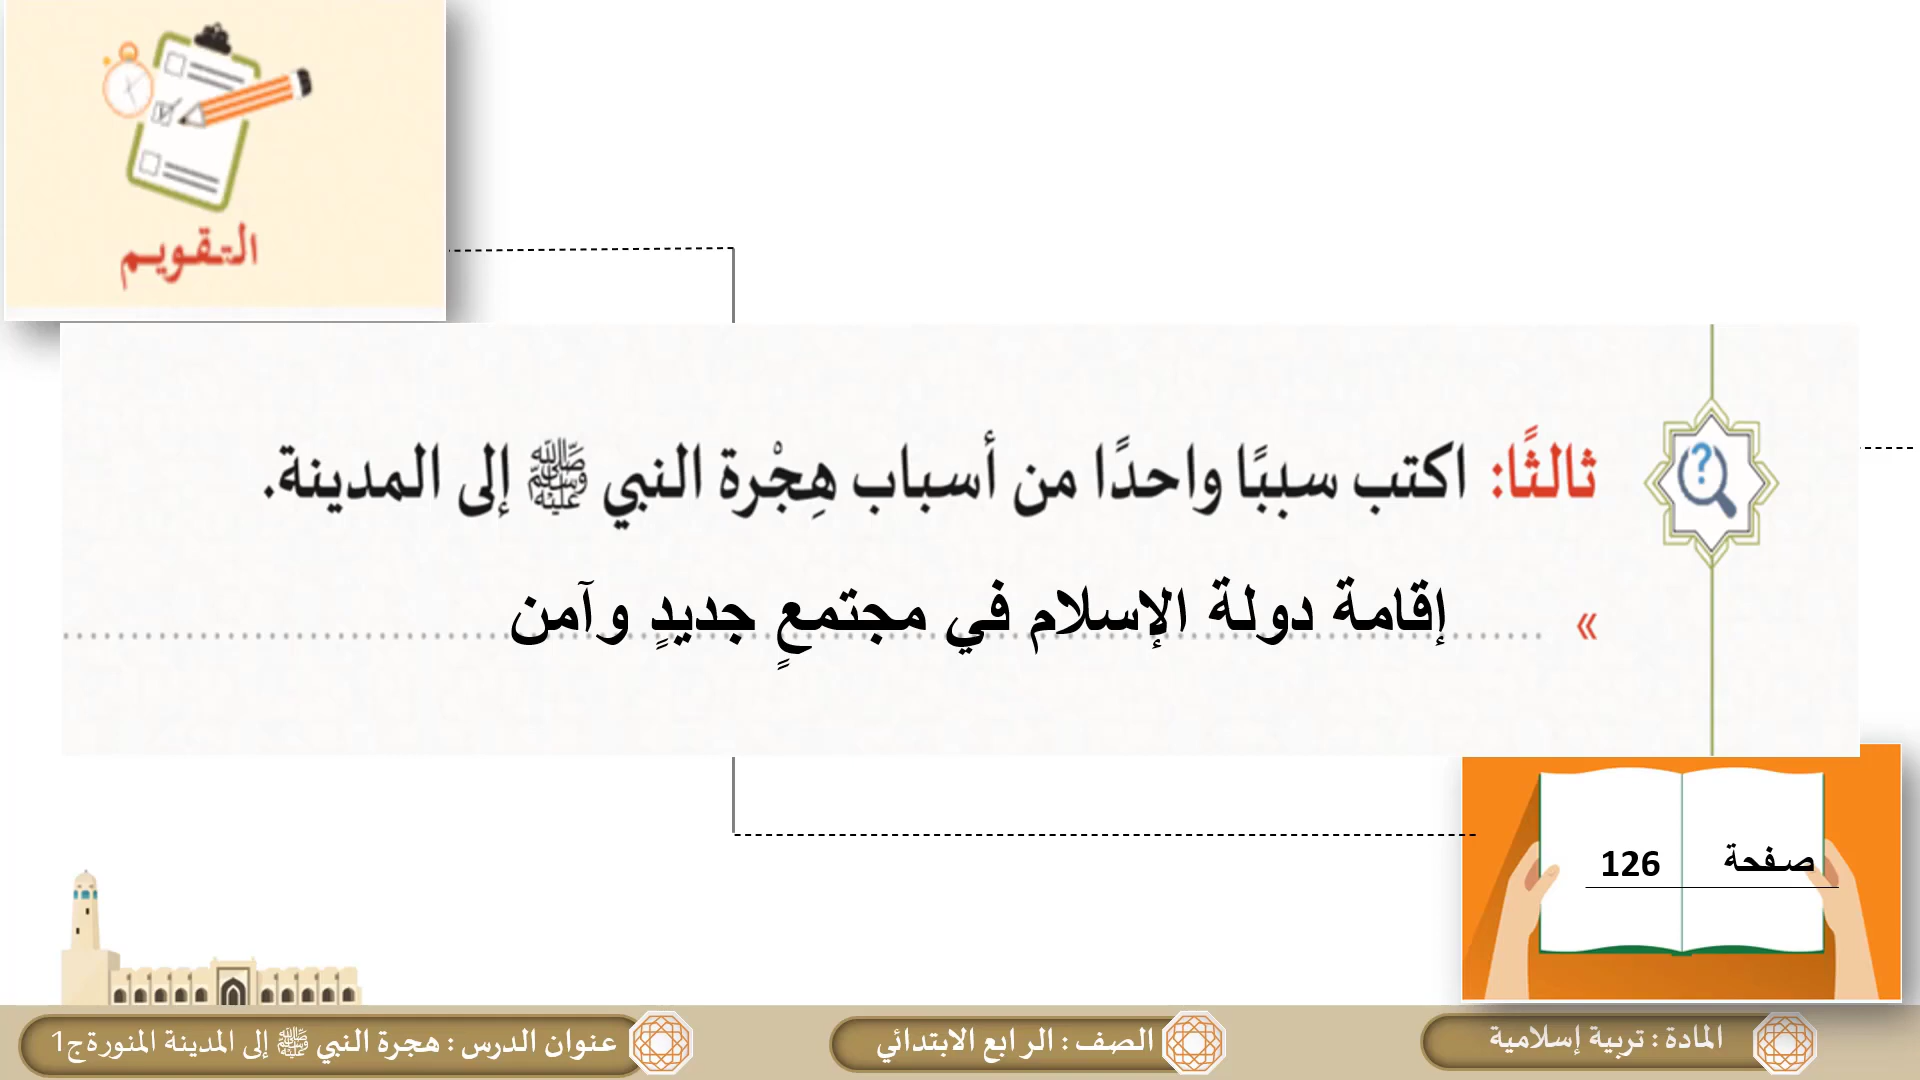 التقويم
ثالثًا: اكتب سببًا واحدًا من أسباب هِجْرة النبي ﷺ إلى المدينة.
» إقامة دولة الإسلام في مجتمعٍ جديدٍ وآمن
صفحة 126
المادة : تربية إسلامية
الصف : الرابع الابتدائي
عنوان الدرس : هجرة النبي ﷺ إلى المدينة المنورةج1